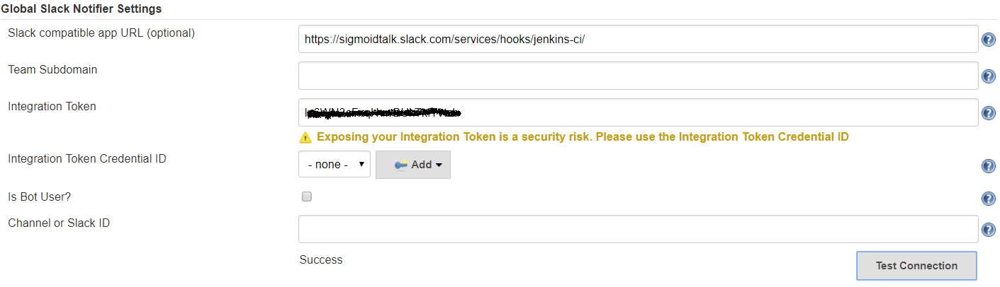 Global Slack Notifier Settings
Slack compatible app URL (optional)
https://sigmoidtalk.slack.com/services/hooks/jenkins-ci/
Team Subdomain
Integration Token
Exposing your Integration Token is a security risk. Please use the Integration Token Credential ID
Integration Token Credential ID
- none -
Add
Is Bot User?
Channel or Slack ID
Success
Test Connection